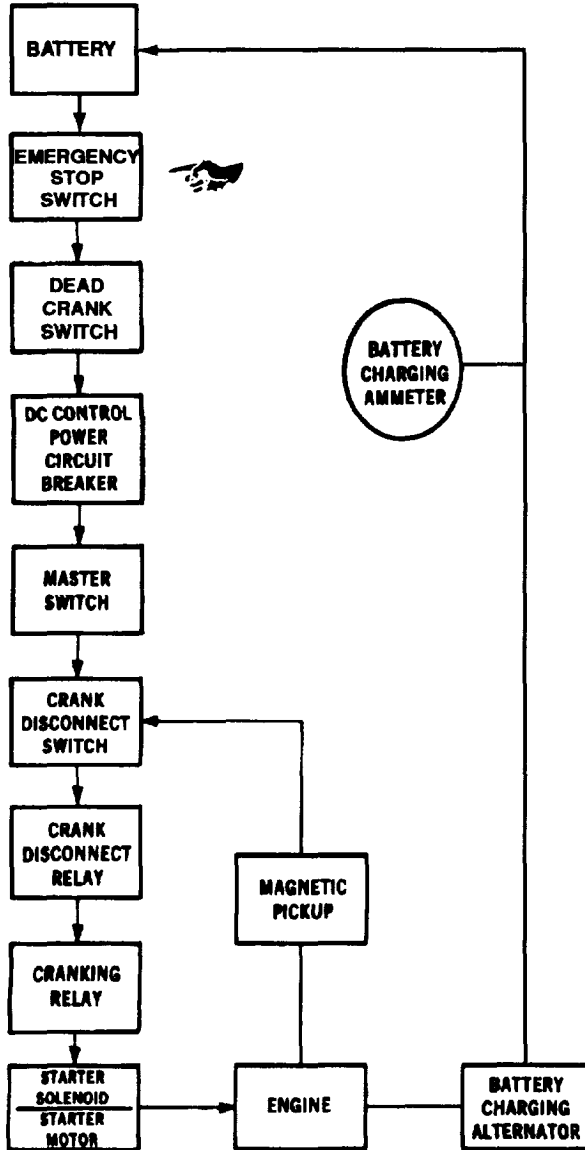 BATTERY
EMERGENCY
STOP
SWITCH
DEAD
CRANK
SWITCH
BATTERY
CHARGING
AMMETER
DC CONTROL
POWER
CIRCUIT
BREAKER
MASTER
SWITCH
CRANK
DISCONNECT
SWITCH
CRANK
DISCONNECT
RELAY
MAGNETIC
PICKUP
CRANKING
RELAY
STARTER
SOLENOID
STARTER
MOTOR
ENGINE
BATTERY
CHARGING
ALTERNATOR